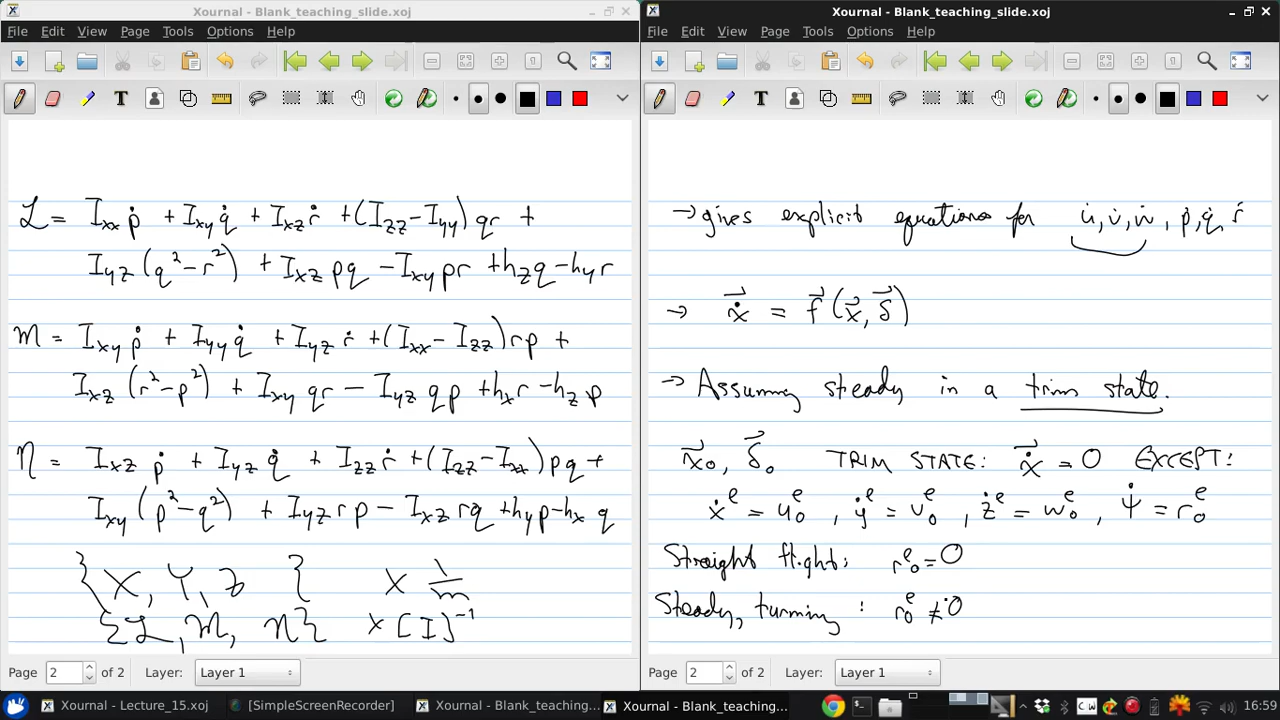 Xournal - Blank_teaching_slide.xoj
File Edit View Page Tools Options Help
ℒ = Ixx ṗ + Ixy q̇ + Ixz ṙ + (Izz - Iyy) qr +
Iyz (q² - r²) + Ixz pq - Ixy pr + hz q - hy r
M = Ixy ṗ + Iyy q̇ + Iyz ṙ + (Ixx - Izz) rp +
Ixz (r² - p²) + Ixy qr - Iyz qp + hx r - hz p
N = Ixz ṗ + Iyz q̇ + Izz ṙ + (Izz - Ixx) pq +
Ixy (p² - q²) + Iyz rp - Ixz rq + hy p - hx q
{X, Y, Z} × 1/m
{ℒ, M, N} × [I]⁻¹
Page 2 of 2 Layer: Layer 1
Xournal - Blank_teaching_slide.xoj
File Edit View Page Tools Options Help
→ gives explicit equations for u̇, v̇, ẇ, ṗ, q̇, ṙ
→ ẋ⃗ = f⃗(x⃗, δ⃗)
→ Assuming steady in a trim state.
x⃗₀, δ⃗₀ TRIM STATE: ẋ⃗ = 0 EXCEPT:
ẋᵉ = u₀ᵉ, ẏᵉ = v₀ᵉ, żᵉ = w₀ᵉ, Ψ̇ = r₀ᵉ
Straight flight: r₀ᵉ = 0
Steady, turning: r₀ᵉ ≠ 0
Page 2 of 2 Layer: Layer 1
Xournal - Lecture_15.xoj [SimpleScreenRecorder] Xournal - Blank_teaching... Xournal - Blank_teaching... 16:59